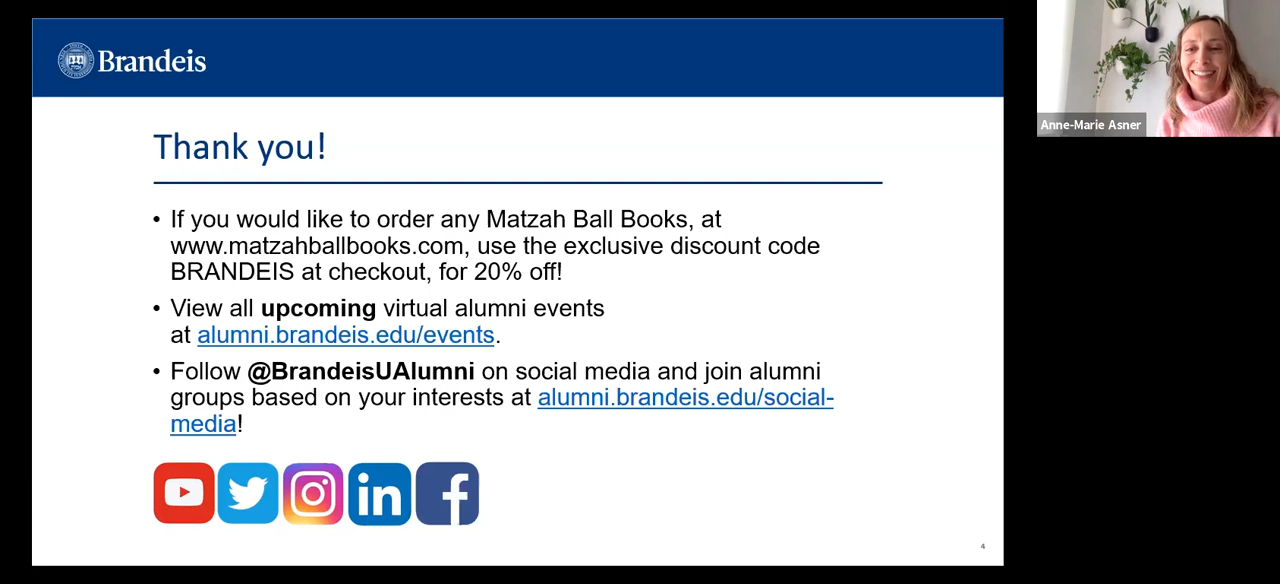 Brandeis
Anne-Marie Asner
Thank you!
• If you would like to order any Matzah Ball Books, at
www.matzahballbooks.com, use the exclusive discount code
BRANDEIS at checkout, for 20% off!
• View all upcoming virtual alumni events
at alumni.brandeis.edu/events.
• Follow @BrandeisUAlumni on social media and join alumni
groups based on your interests at alumni.brandeis.edu/social-
media!
in
f
4